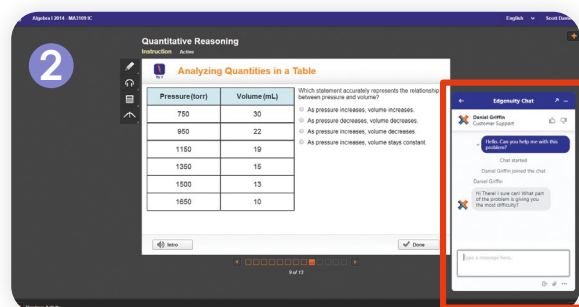 Algebra I 2014 - MA3109 IC
English
2
Quantitative Reasoning
Instruction Active
Analyzing Quantities in a Table
Pressure (torr) Volume (mL)
750 30
950 22
1150 19
1350 15
1500 13
1650 10
Which statement accurately represents the relationship
between pressure and volume?
As pressure increases, volume increases.
As pressure decreases, volume decreases.
As pressure increases, volume decreases.
As pressure increases, volume stays constant.
Intro
Done
9 of 13
Edgenuity Chat
Daniel Griffin
Customer Support
Hello. Can you help me with this
problem?
Chat started
Daniel Griffin joined the chat
Daniel Griffin
Hi There! I sure can! What part
of the problem is giving you
the most difficulty?
Type a message here..